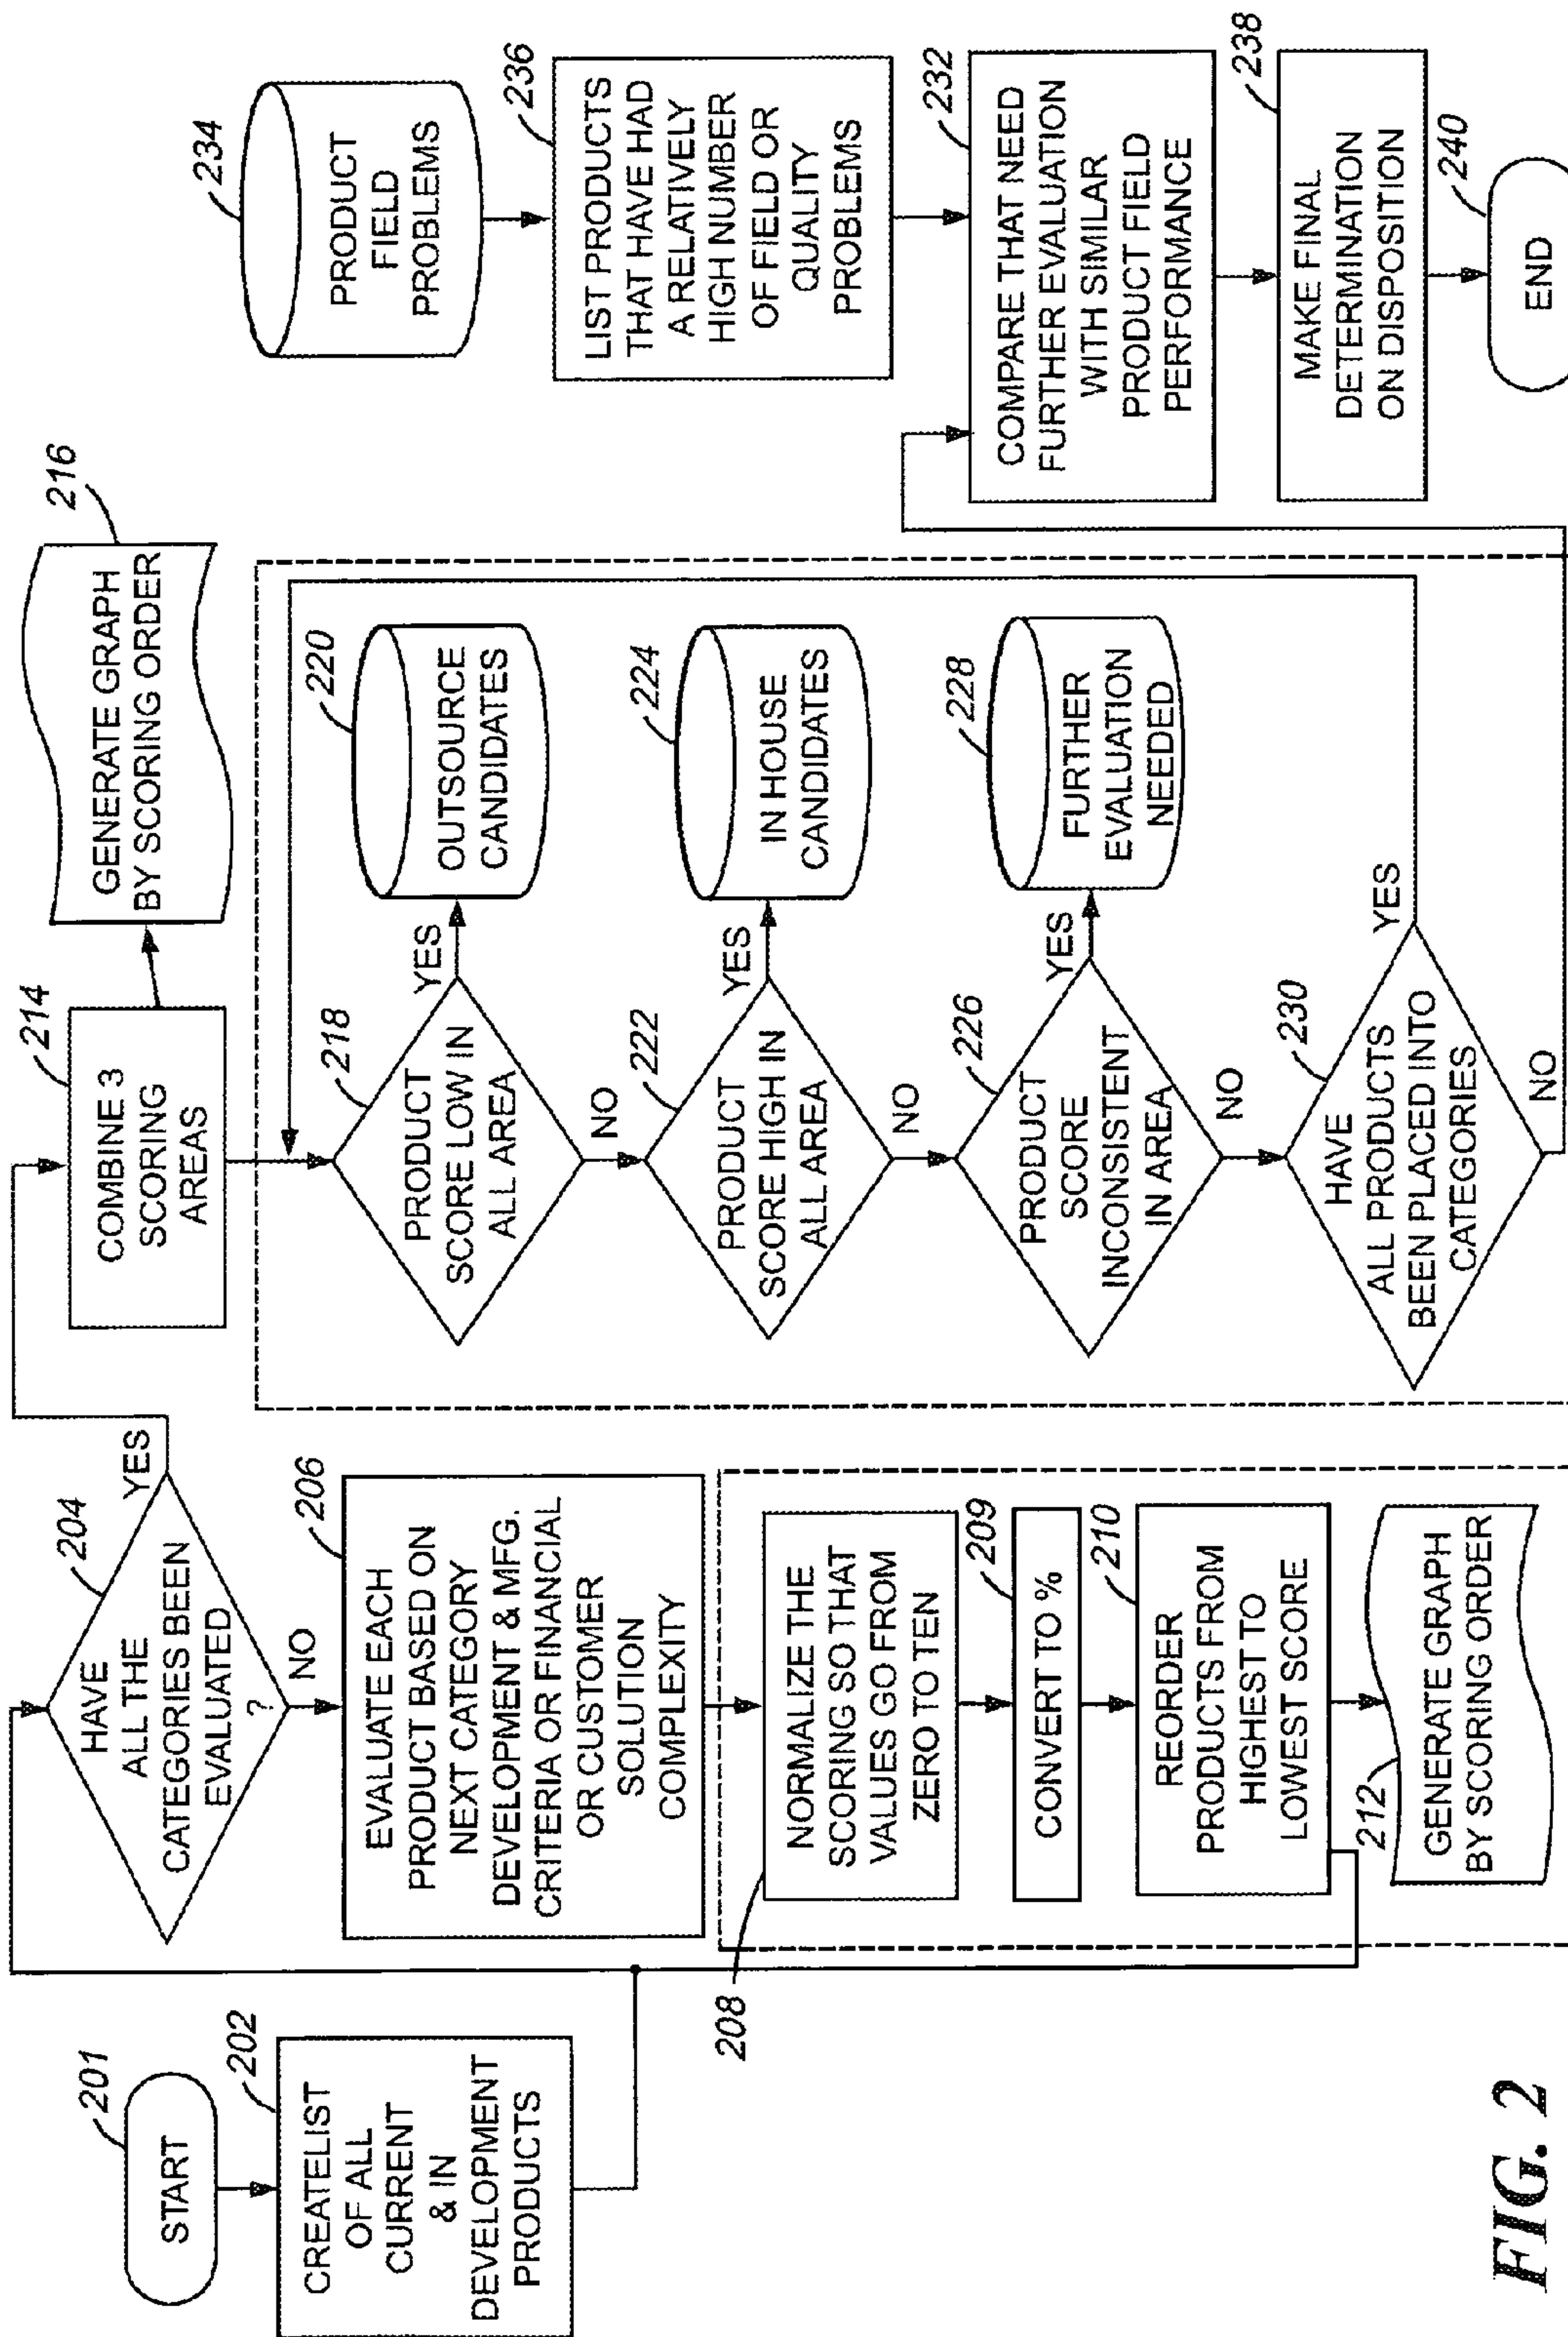 201
START
202
CREATELIST
OF ALL
CURRENT
& IN
DEVELOPMENT
PRODUCTS
204
HAVE
ALL THE
CATEGORIES BEEN
EVALUATED
?
YES
NO
206
EVALUATE EACH
PRODUCT BASED ON
NEXT CATEGORY
DEVELOPMENT & MFG.
CRITERIA OR FINANCIAL
OR CUSTOMER
SOLUTION
COMPLEXITY
208
NORMALIZE THE
SCORING SO THAT
VALUES GO FROM
ZERO TO TEN
209
CONVERT TO %
210
REORDER
PRODUCTS FROM
HIGHEST TO
LOWEST SCORE
212
GENERATE GRAPH
BY SCORING ORDER
214
COMBINE 3
SCORING
AREAS
216
GENERATE GRAPH
BY SCORING ORDER
218
PRODUCT
SCORE LOW IN
ALL AREA
YES
NO
220
OUTSOURCE
CANDIDATES
222
PRODUCT
SCORE HIGH IN
ALL AREA
YES
NO
224
IN HOUSE
CANDIDATES
226
PRODUCT
SCORE
INCONSISTENT
IN AREA
YES
NO
228
FURTHER
EVALUATION
NEEDED
230
HAVE
ALL PRODUCTS
BEEN PLACED INTO
CATEGORIES
YES
NO
234
PRODUCT
FIELD
PROBLEMS
236
LIST PRODUCTS
THAT HAVE HAD
A RELATIVELY
HIGH NUMBER
OF FIELD OR
QUALITY
PROBLEMS
232
COMPARE THAT NEED
FURTHER EVALUATION
WITH SIMILAR
PRODUCT FIELD
PERFORMANCE
238
MAKE FINAL
DETERMINATION
ON DISPOSITION
240
END
FIG. 2